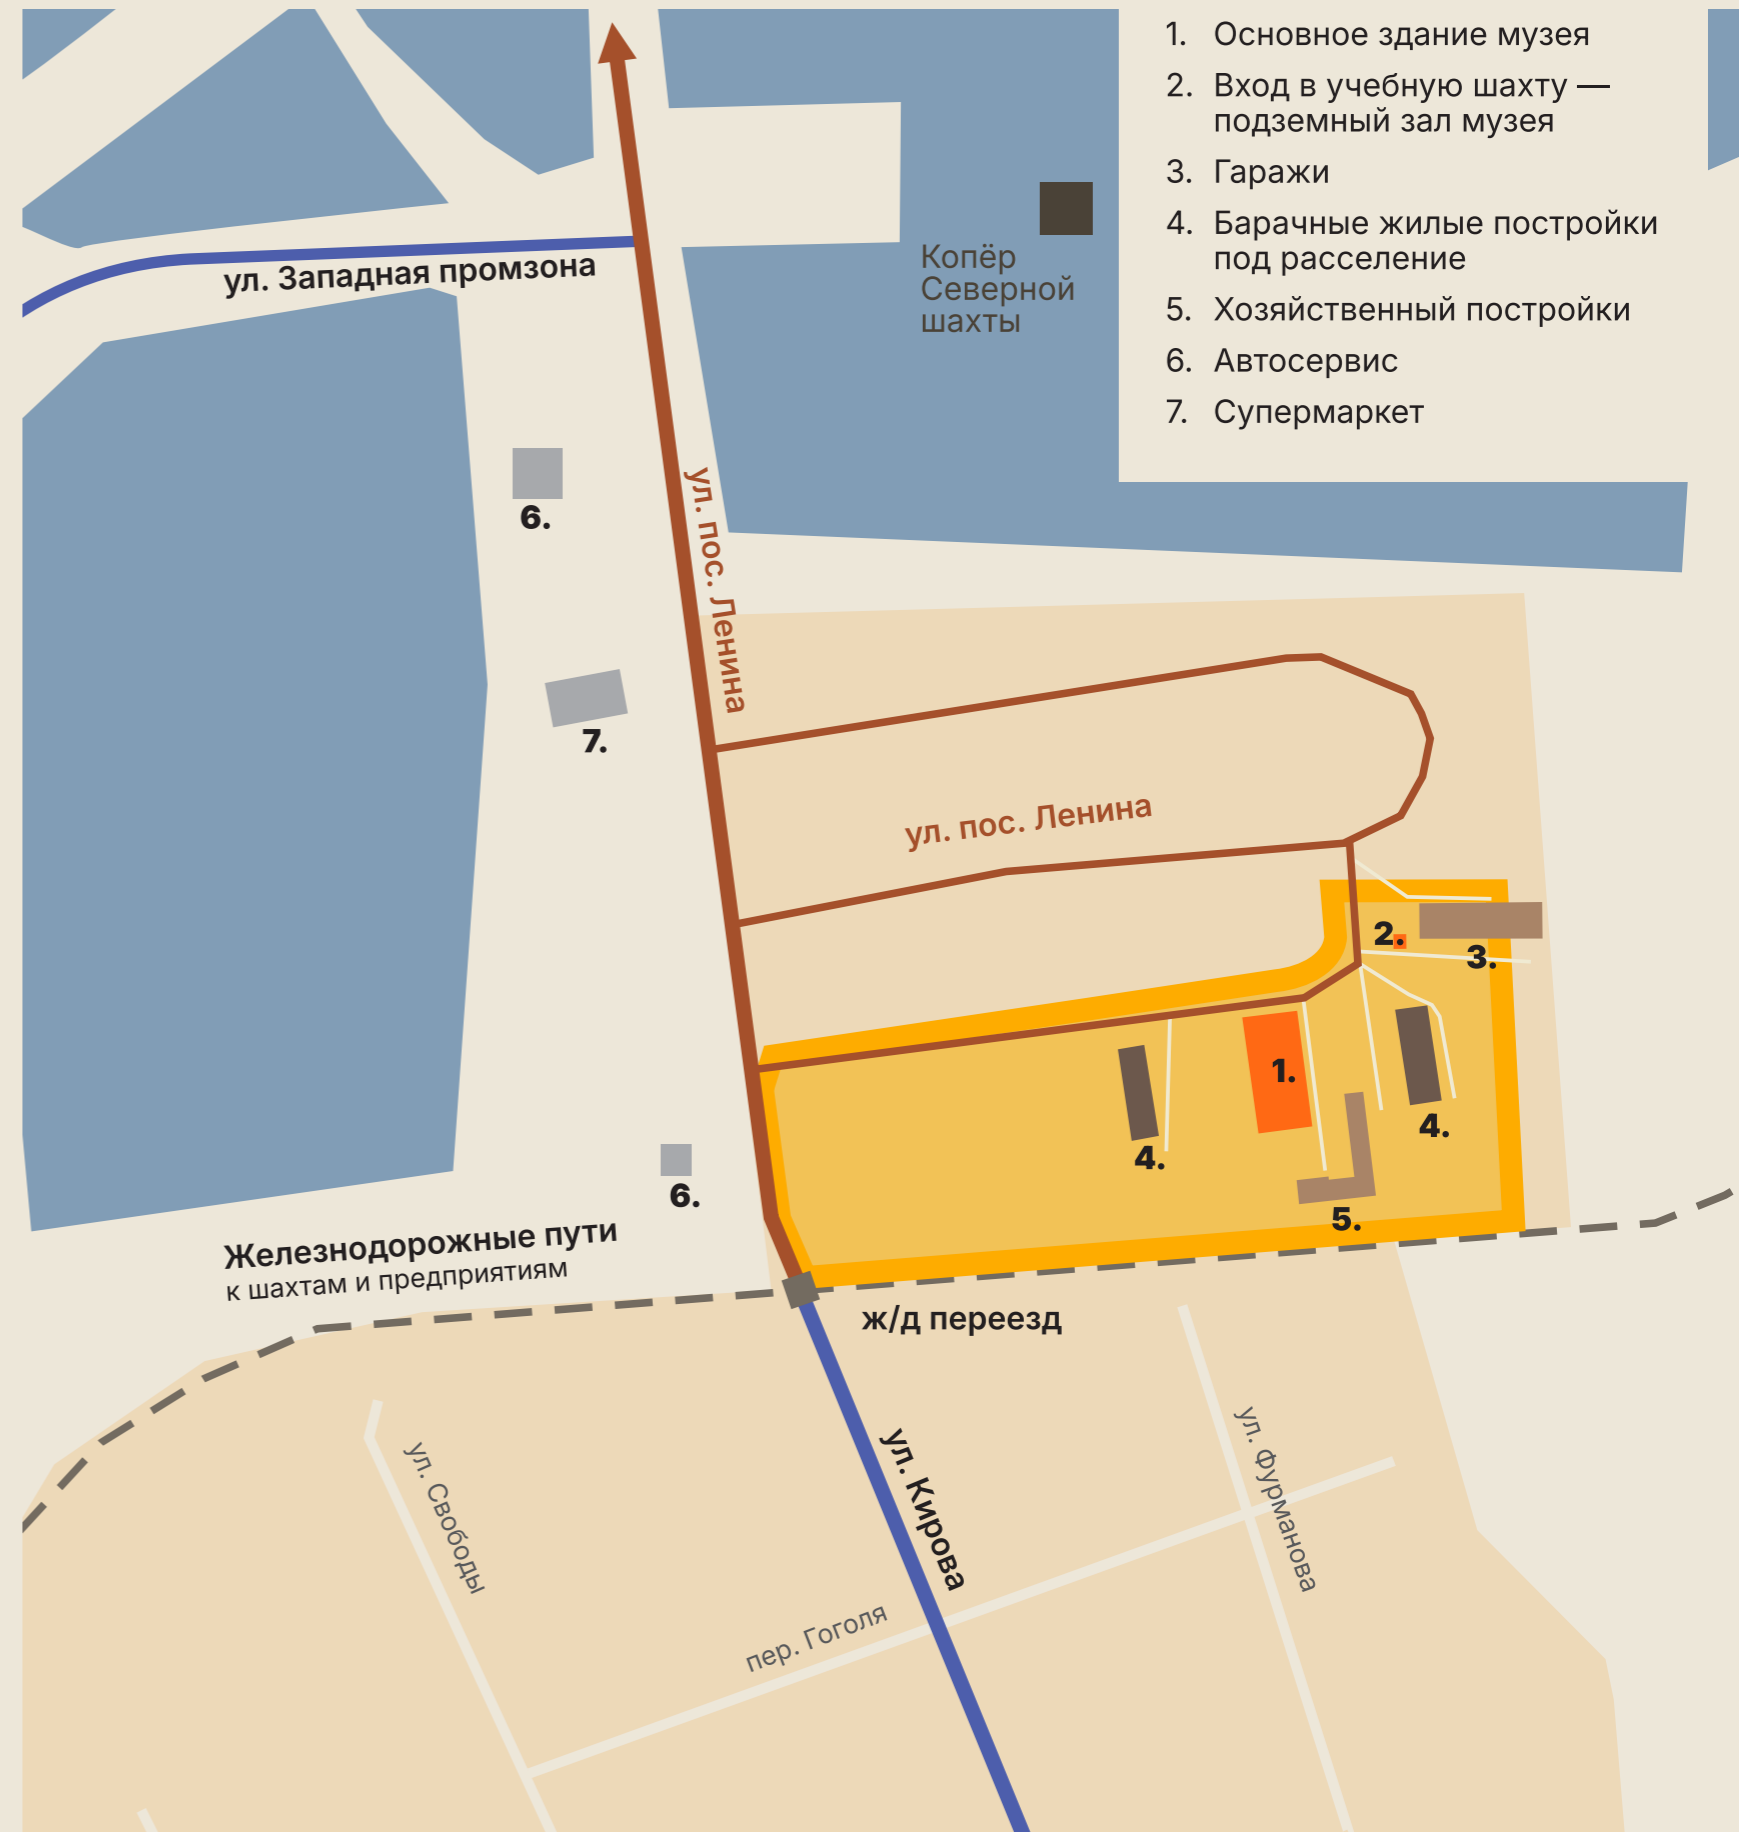 1. Основное здание музея
2. Вход в учебную шахту —
подземный зал музея
3. Гаражи
4. Барачные жилые постройки
под расселение
5. Хозяйственный постройки
6. Автосервис
7. Супермаркет
Копёр
Северной
шахты
ул. Западная промзона
6.
ул. пос. Ленина
7.
ул. пос. Ленина
2.
3.
1.
4.
4.
6.
5.
Железнодорожные пути
к шахтам и предприятиям
ж/д переезд
ул. Свободы
ул. Кирова
ул. Фурманова
пер. Гоголя